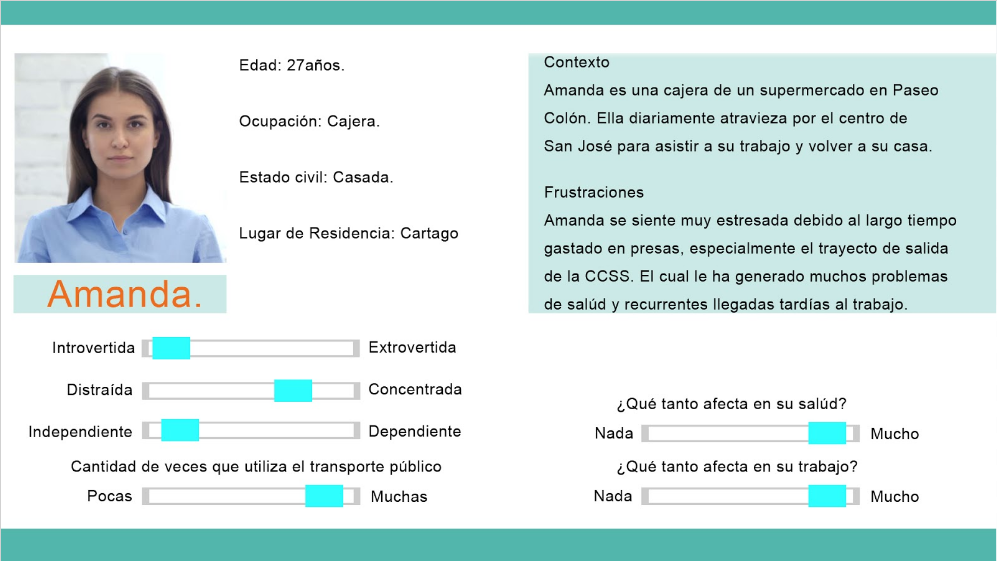 Edad: 27años.
Ocupación: Cajera.
Estado civil: Casada.
Lugar de Residencia: Cartago
Amanda.
Contexto
Amanda es una cajera de un supermercado en Paseo
Colón. Ella diariamente atravieza por el centro de
San José para asistir a su trabajo y volver a su casa.
Frustraciones
Amanda se siente muy estresada debido al largo tiempo
gastado en presas, especialmente el trayecto de salida
de la CCSS. El cual le ha generado muchos problemas
de salúd y recurrentes llegadas tardías al trabajo.
Introvertida Extrovertida
Distraída Concentrada
Independiente Dependiente
Cantidad de veces que utiliza el transporte público
Pocas Muchas
¿Qué tanto afecta en su salúd?
Nada Mucho
¿Qué tanto afecta en su trabajo?
Nada Mucho